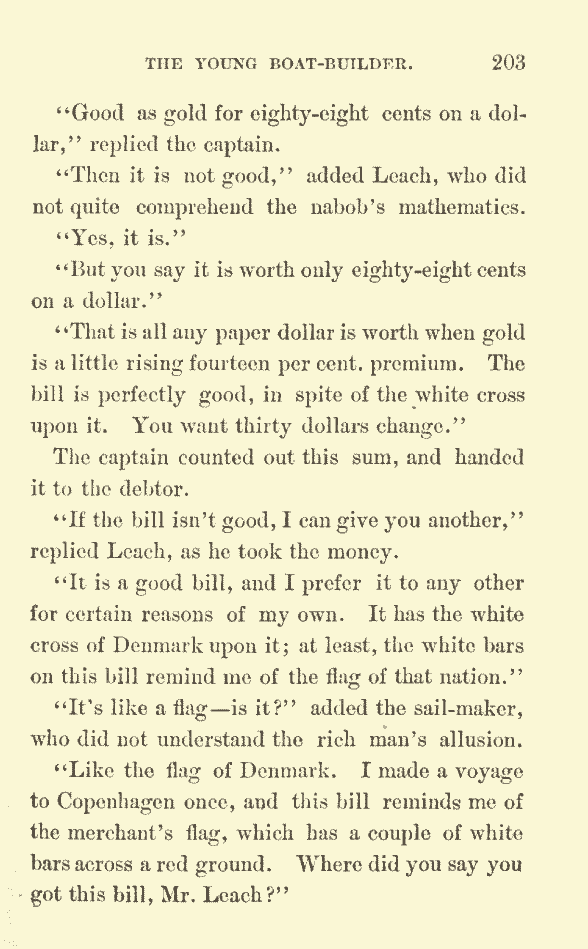 THE YOUNG BOAT-BUILDER. 203
"Good as gold for eighty-eight cents on a dol-
lar," replied the captain.
"Then it is not good," added Leach, who did
not quite comprehend the nabob's mathematics.
"Yes, it is."
"But you say it is worth only eighty-eight cents
on a dollar."
"That is all any paper dollar is worth when gold
is a little rising fourteen per cent. premium. The
bill is perfectly good, in spite of the white cross
upon it. You want thirty dollars change."
The captain counted out this sum, and handed
it to the debtor.
"If the bill isn't good, I can give you another,"
replied Leach, as he took the money.
"It is a good bill, and I prefer it to any other
for certain reasons of my own. It has the white
cross of Denmark upon it; at least, the white bars
on this bill remind me of the flag of that nation."
"It's like a flag—is it?" added the sail-maker,
who did not understand the rich man's allusion.
"Like the flag of Denmark. I made a voyage
to Copenhagen once, and this bill reminds me of
the merchant's flag, which has a couple of white
bars across a red ground. Where did you say you
got this bill, Mr. Leach?"